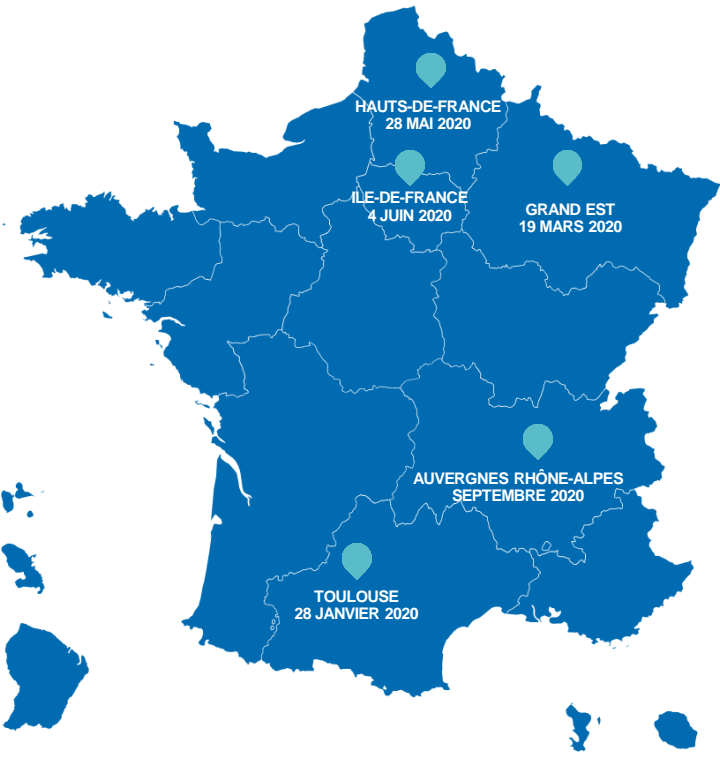 HAUTS-DE-FRANCE
28 MAI 2020
ILE-DE-FRANCE
4 JUIN 2020
GRAND EST
19 MARS 2020
AUVERGNES RHÔNE-ALPES
SEPTEMBRE 2020
TOULOUSE
28 JANVIER 2020